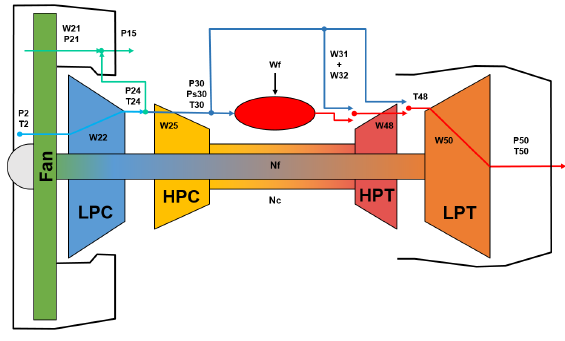 W21
P21
P15
P2
T2
P24
T24
W22
W25
P30
Ps30
T30
Wf
W31
+
W32
T48
W48
W50
P50
T50
Fan
LPC
HPC
Nf
Nc
HPT
LPT